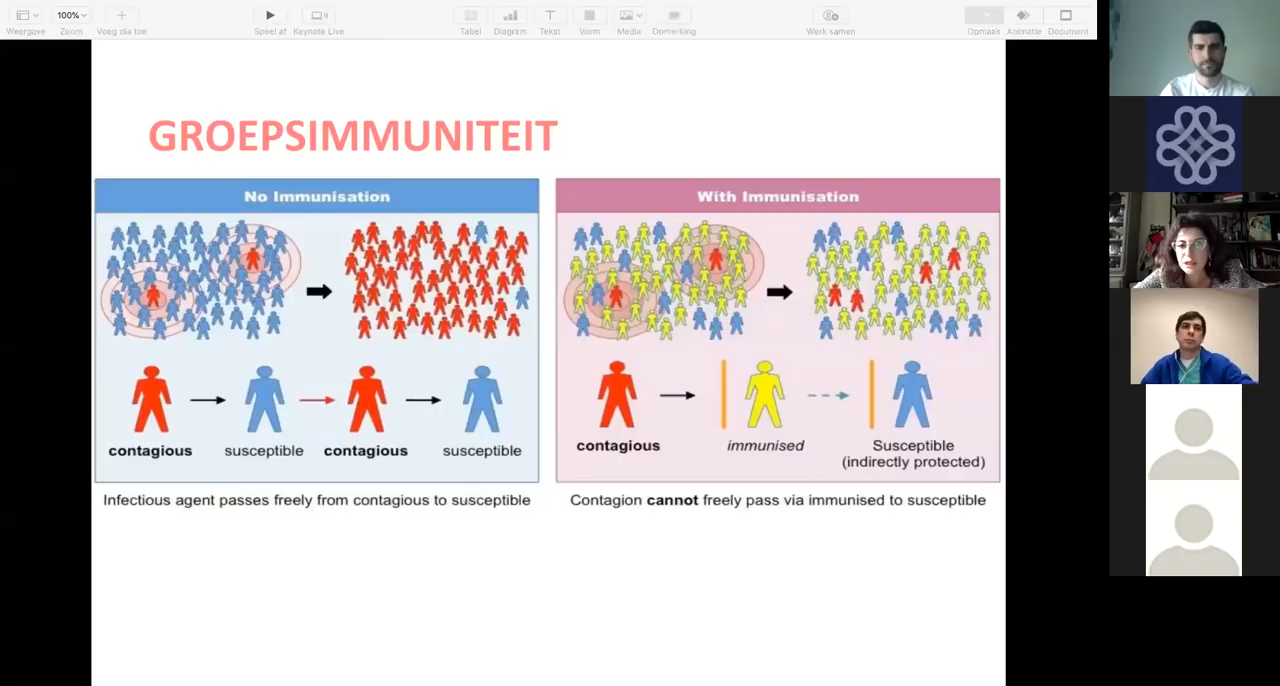 100%
Weergave
Zoom
Voeg dia toe
Speel af
Keynote Live
Tabel
Diagram
Tekst
Vorm
Media
Opmerking
Werk samen
Opmaak
Animatie
Document
GROEPSIMMUNITEIT
No Immunisation
contagious
susceptible
contagious
susceptible
Infectious agent passes freely from contagious to susceptible
With Immunisation
contagious
immunised
Susceptible
(indirectly protected)
Contagion cannot freely pass via immunised to susceptible